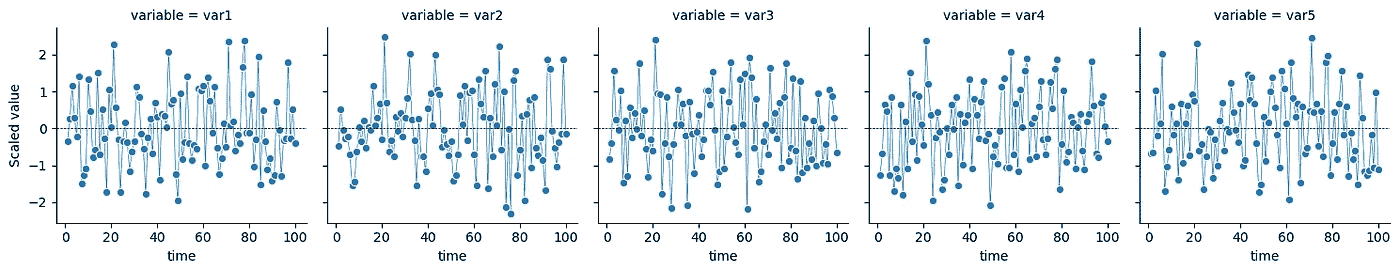 variable = var1 variable = var2 variable = var3 variable = var4 variable = var5
Scaled value
2
1
0
−1
−2
0 20 40 60 80 100 0 20 40 60 80 100 0 20 40 60 80 100 0 20 40 60 80 100 0 20 40 60 80 100
time time time time time